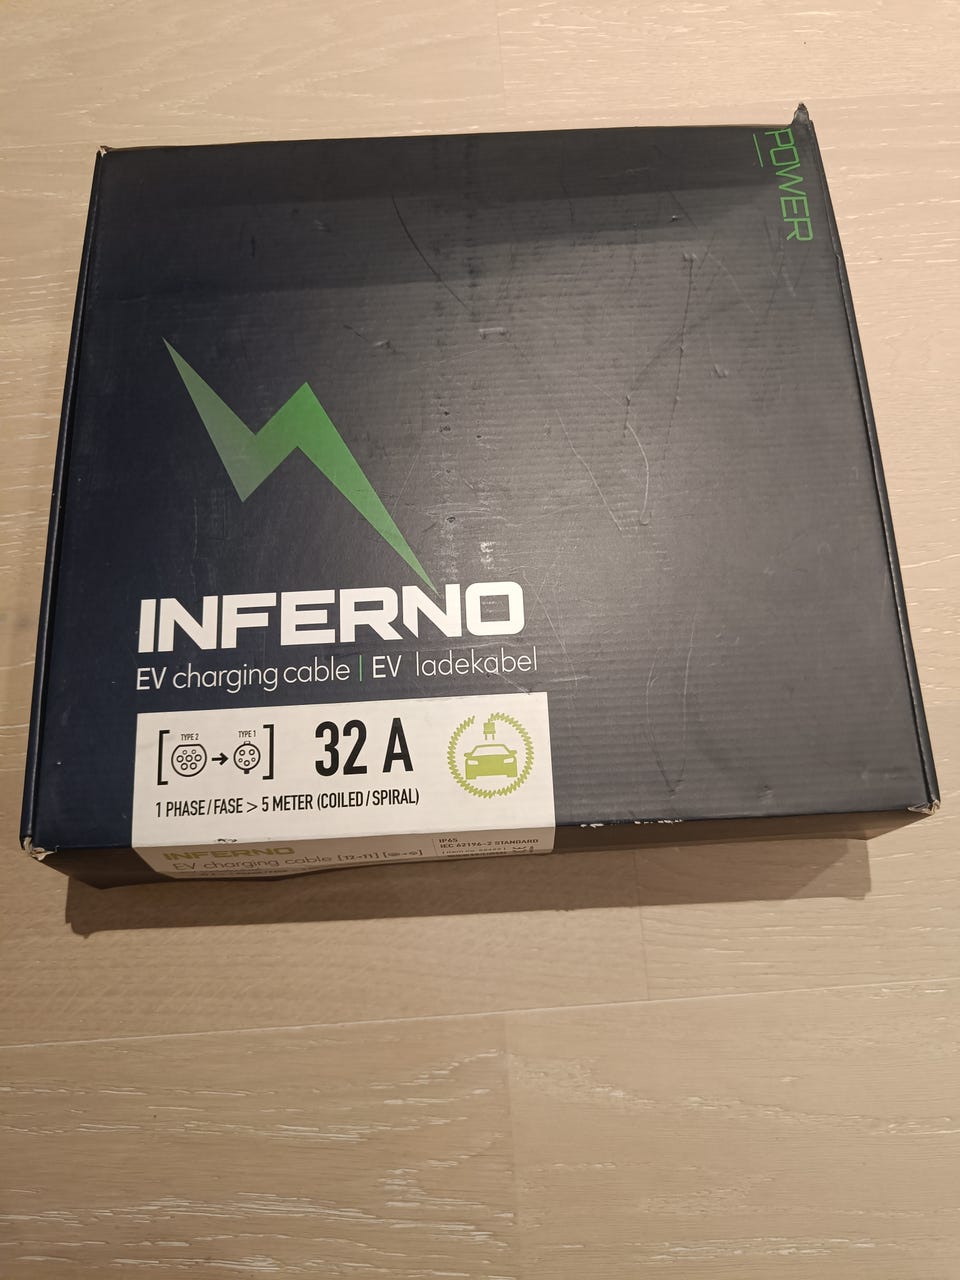 POWER
INFERNO
EV charging cable | EV ladekabel
TYPE 2
TYPE 1
32 A
1 PHASE/FASE > 5 METER (COILED/SPIRAL)
INFERNO
EV charging cable
IP65
IEC 62196-2 STANDARD